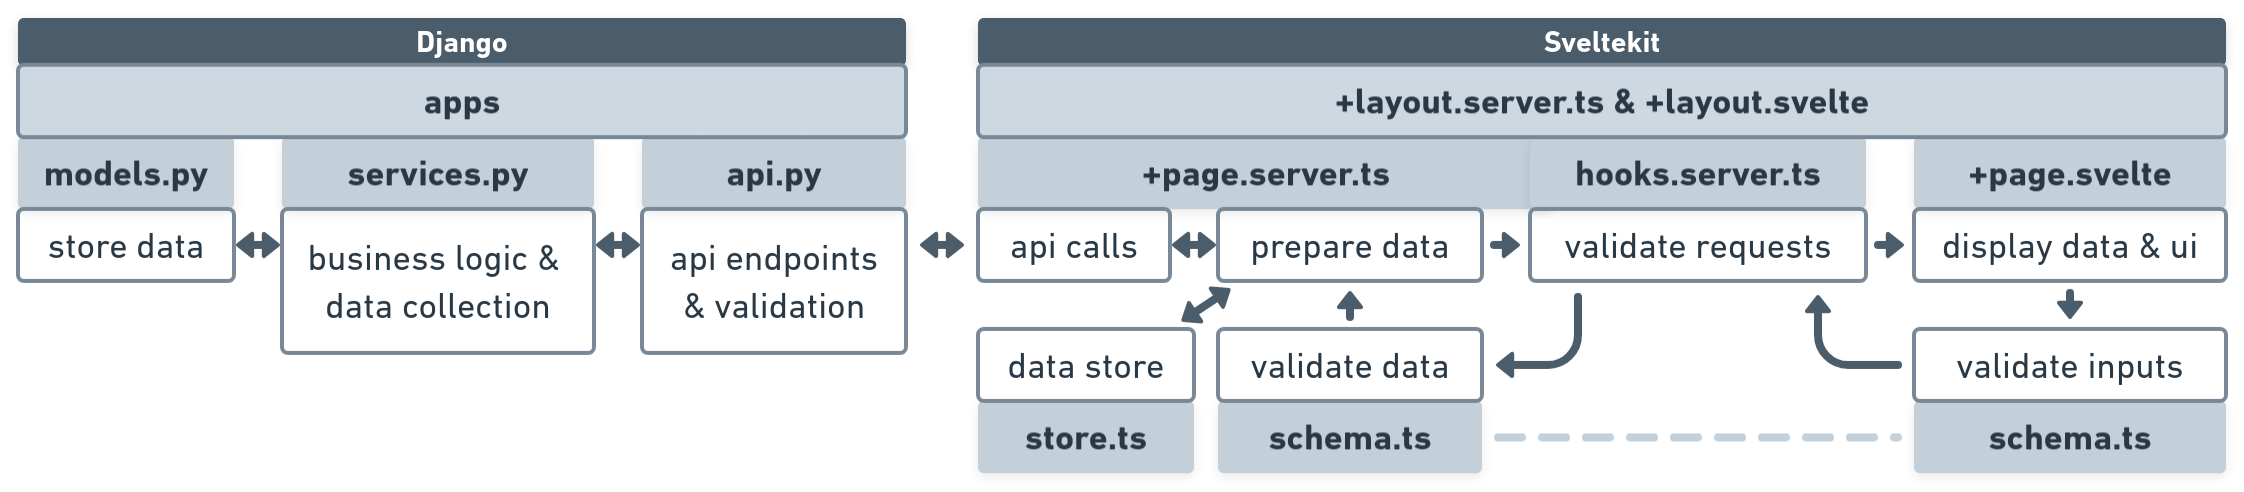 Django
Sveltekit
apps
+layout.server.ts & +layout.svelte
models.py
services.py
api.py
+page.server.ts
hooks.server.ts
+page.svelte
store data
business logic &
data collection
api endpoints
& validation
api calls
prepare data
validate requests
display data & ui
data store
validate data
validate inputs
store.ts
schema.ts
schema.ts